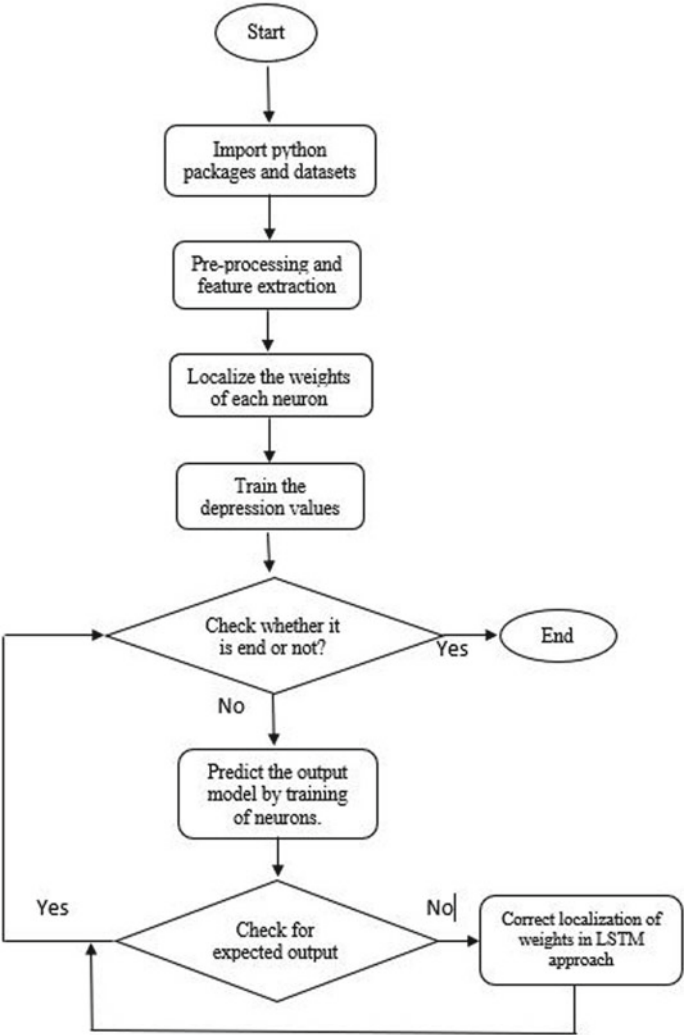 Start
Import python
packages and datasets
Pre-processing and
feature extraction
Localize the weights
of each neuron
Train the
depression values
Check whether it
is end or not?
Yes
End
No
Predict the output
model by training
of neurons.
Yes
Check for
expected output
No
Correct localization of
weights in LSTM
approach